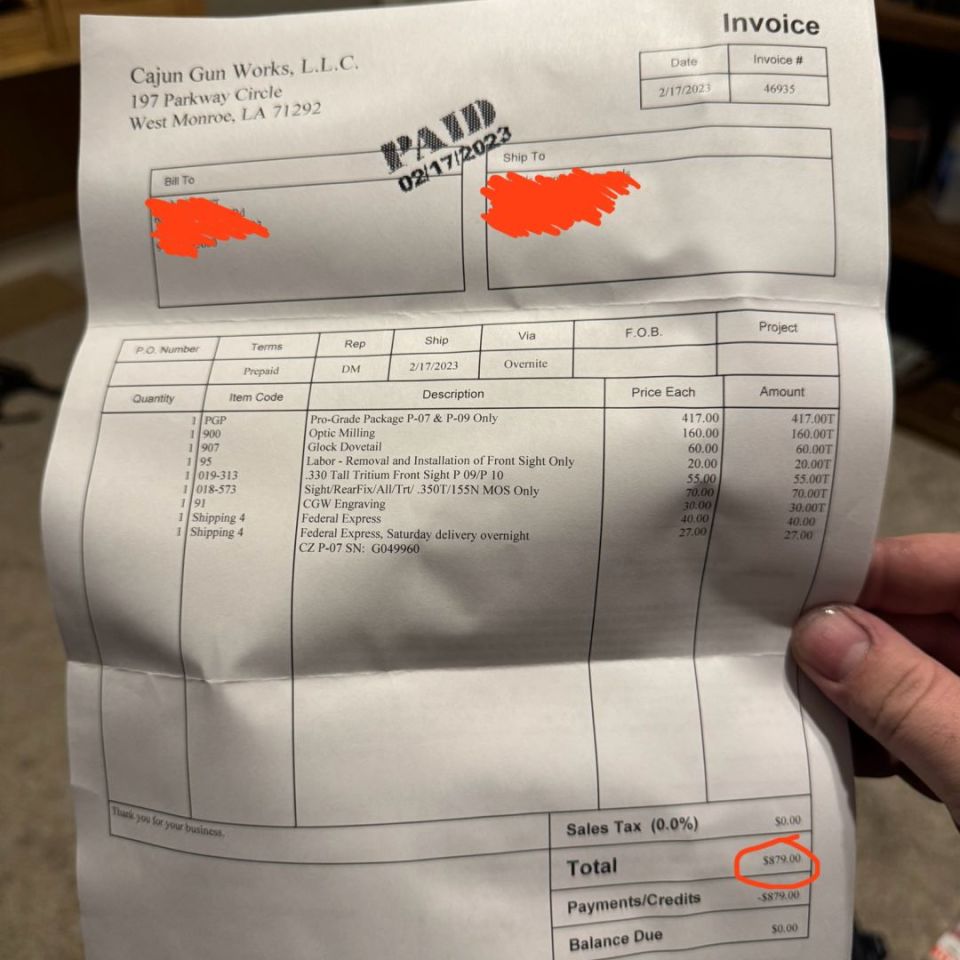 Invoice
Cajun Gun Works, L.L.C.
197 Parkway Circle
West Monroe, LA 71292
Date Invoice #
2/17/2023 46935
PAID
02/17/2023
Bill To
Ship To
P.O. Number Terms Rep Ship Via F.O.B. Project
Prepaid DM 2/17/2023 Overnite
Quantity Item Code Description Price Each Amount
1 PGP Pro-Grade Package P-07 & P-09 Only 417.00 417.00T
1 900 Optic Milling 160.00 160.00T
1 907 Glock Dovetail 60.00 60.00T
1 95 Labor - Removal and Installation of Front Sight Only 20.00 20.00T
1 019-313 .330 Tall Tritium Front Sight P 09/P 10 55.00 55.00T
1 018-573 Sight/RearFix/All/Trt/ .350T/155N MOS Only 70.00 70.00T
1 91 CGW Engraving 30.00 30.00T
1 Shipping 4 Federal Express 40.00 40.00
1 Shipping 4 Federal Express, Saturday delivery overnight 27.00 27.00
CZ P-07 SN: G049960
Thank you for your business.
Sales Tax (0.0%) $0.00
Total $879.00
Payments/Credits -$879.00
Balance Due $0.00